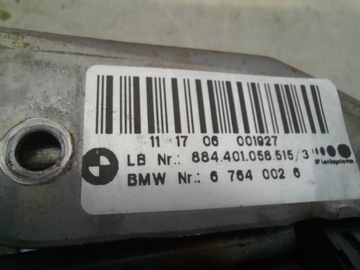 11 17 06 001927
LB Nr.: 884.401.058.515/3
BMW Nr.: 6 764 002 6